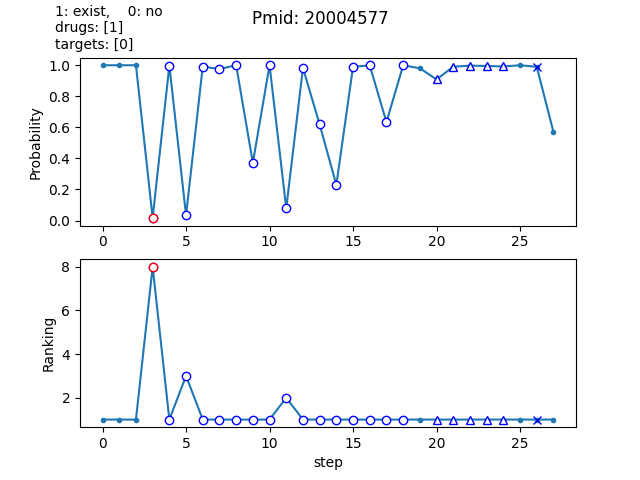 1: exist,    0: no
drugs: [1]
targets: [0]
Pmid: 20004577
1.0
0.8
0.6
0.4
0.2
0.0
Probability
0 5 10 15 20 25
8
6
4
2
Ranking
0 5 10 15 20 25
step